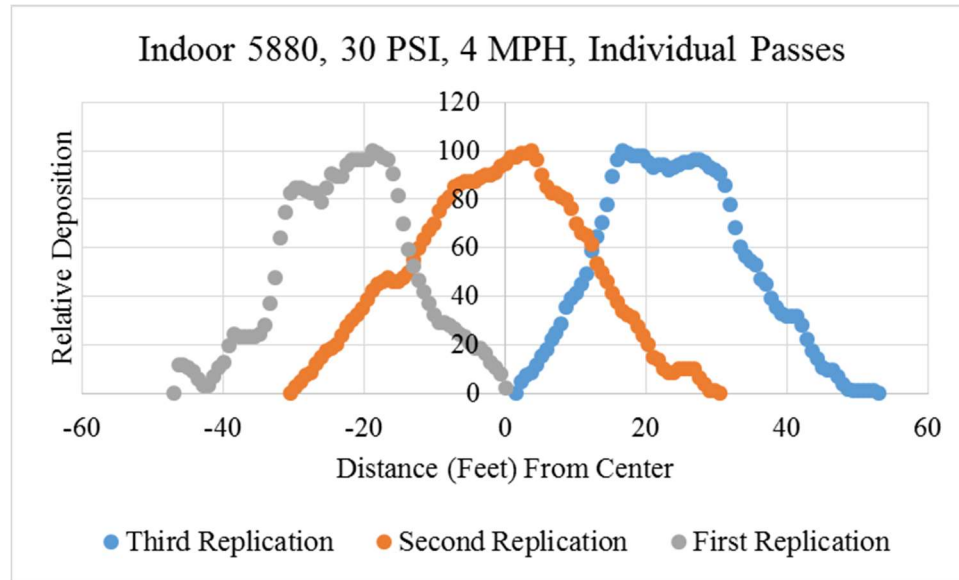 Indoor 5880, 30 PSI, 4 MPH, Individual Passes
Relative Deposition
120
100
80
60
40
20
0
-60 -40 -20 0 20 40 60
Distance (Feet) From Center
Third Replication Second Replication First Replication